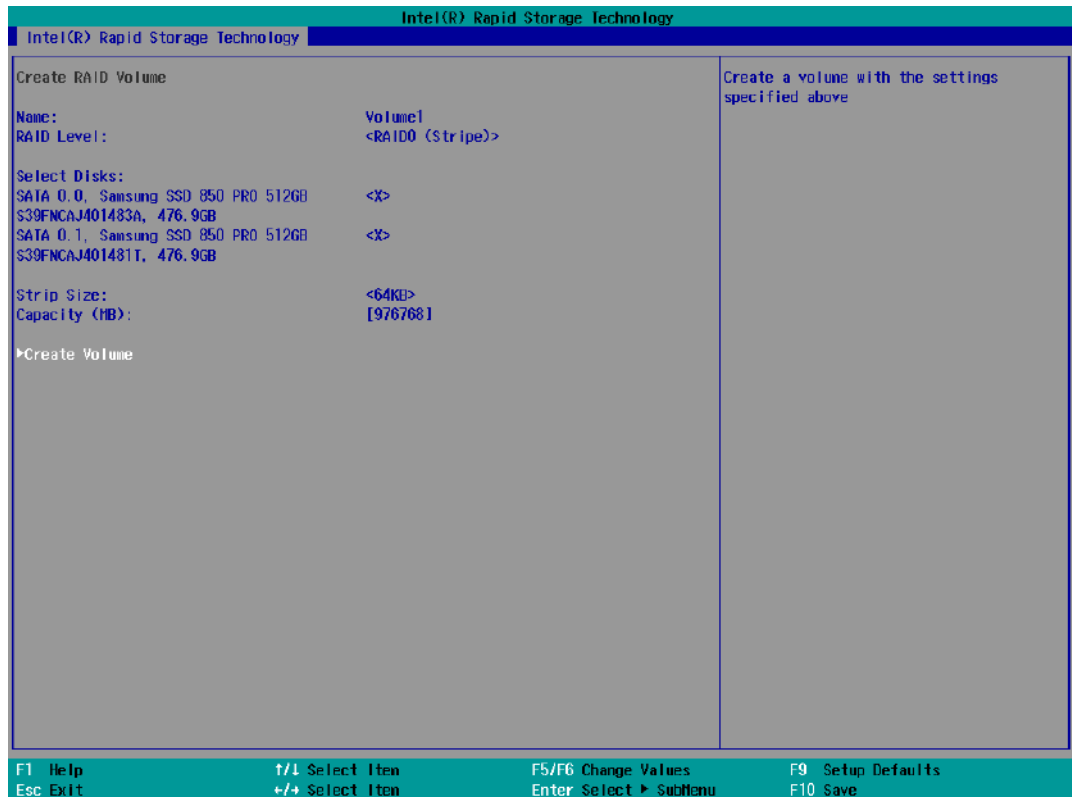 Intel(R) Rapid Storage Technology
Intel(R) Rapid Storage Technology
Create RAID Volume
Create a volume with the settings
specified above
Name: Volume1
RAID Level: <RAID0 (Stripe)>
Select Disks:
SATA 0.0, Samsung SSD 850 PRO 512GB <X>
S39FNCAJ401483A, 476.9GB
SATA 0.1, Samsung SSD 850 PRO 512GB <X>
S39FNCAJ401481T, 476.9GB
Strip Size: <64KB>
Capacity (MB): [976768]
▶Create Volume
F1 Help ↑/↓ Select Item F5/F6 Change Values F9 Setup Defaults
Esc Exit ←/→ Select Item Enter Select ▶ SubMenu F10 Save